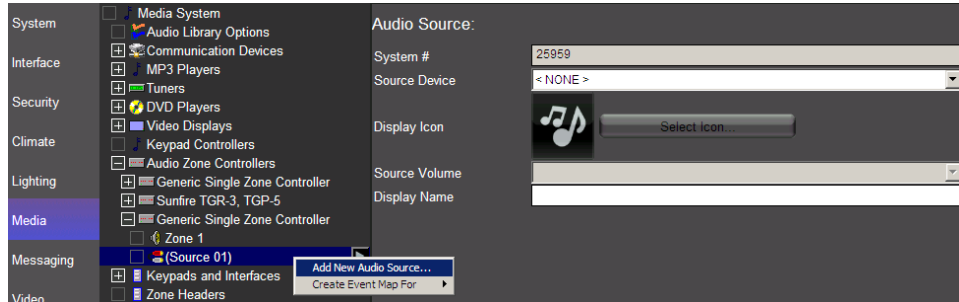 System
Interface
Security
Climate
Lighting
Media
Messaging
Video
Media System
Audio Library Options
Communication Devices
MP3 Players
Tuners
DVD Players
Video Displays
Keypad Controllers
Audio Zone Controllers
Generic Single Zone Controller
Sunfire TGR-3, TGP-5
Generic Single Zone Controller
Zone 1
(Source 01)
Keypads and Interfaces
Zone Headers
Add New Audio Source...
Create Event Map For
Audio Source:
System # 25959
Source Device < NONE >
Display Icon Select Icon...
Source Volume
Display Name